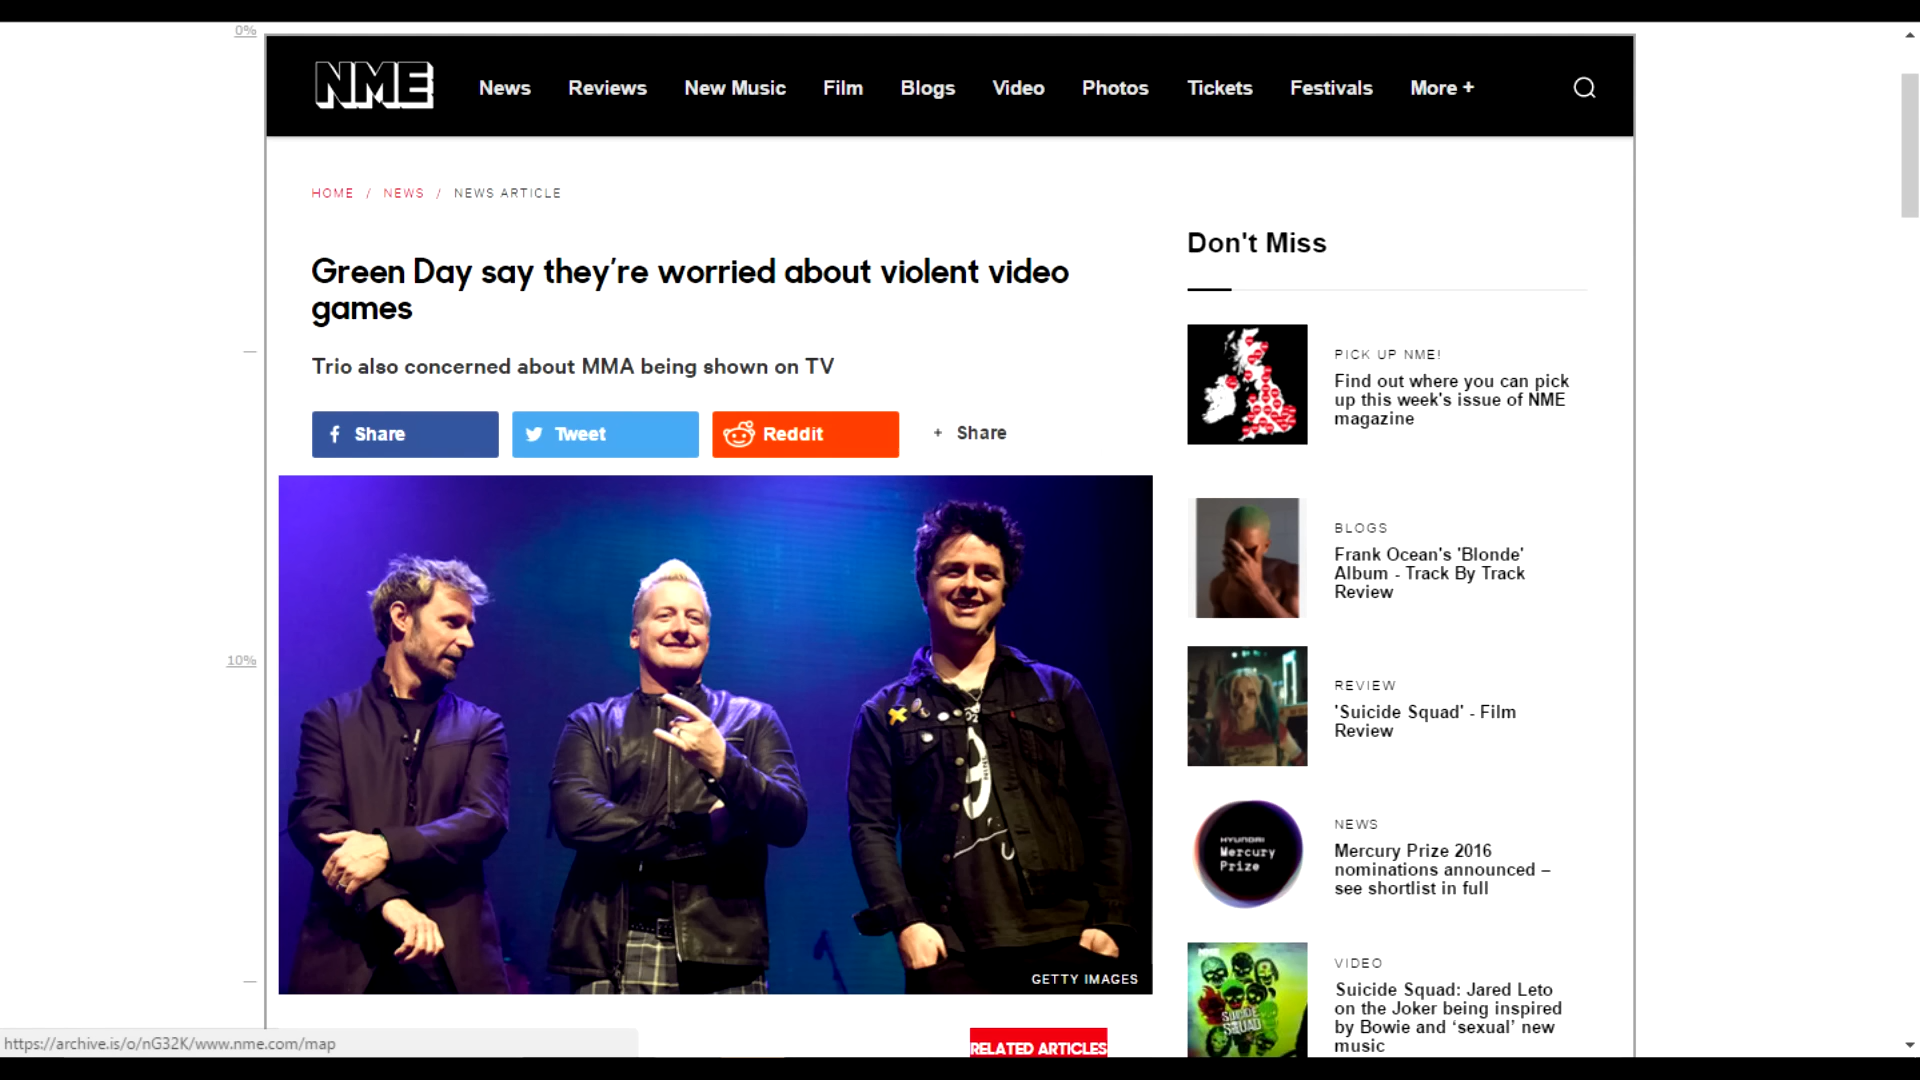 0%
NME
News Reviews New Music Film Blogs Video Photos Tickets Festivals More +
HOME / NEWS / NEWS ARTICLE
Green Day say they’re worried about violent video
games
Trio also concerned about MMA being shown on TV
Share Tweet Reddit + Share
10%
GETTY IMAGES
RELATED ARTICLES
Don't Miss
PICK UP NME!
Find out where you can pick
up this week's issue of NME
magazine
BLOGS
Frank Ocean's 'Blonde'
Album - Track By Track
Review
REVIEW
'Suicide Squad' - Film
Review
HYUNDAI
Mercury
Prize
NEWS
Mercury Prize 2016
nominations announced –
see shortlist in full
SUICIDE
SQUAD
VIDEO
Suicide Squad: Jared Leto
on the Joker being inspired
by Bowie and ‘sexual’ new
music
https://archive.is/o/nG32K/www.nme.com/map